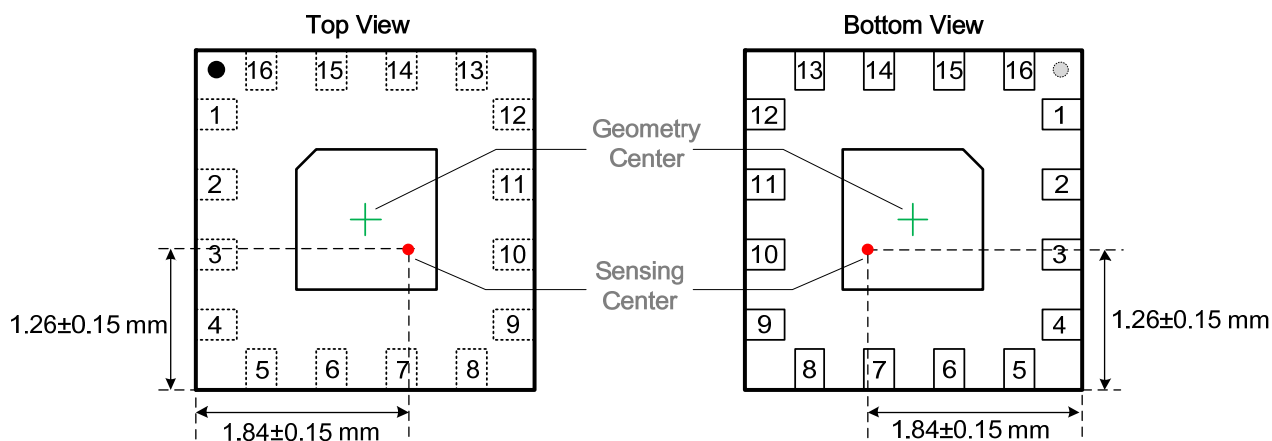 Top View
16 15 14 13
1
2
3
4
12
11
10
9
5 6 7 8
1.26±0.15 mm
1.84±0.15 mm
Geometry
Center
Sensing
Center
Bottom View
13 14 15 16
12
11
10
9
1
2
3
4
8 7 6 5
1.26±0.15 mm
1.84±0.15 mm